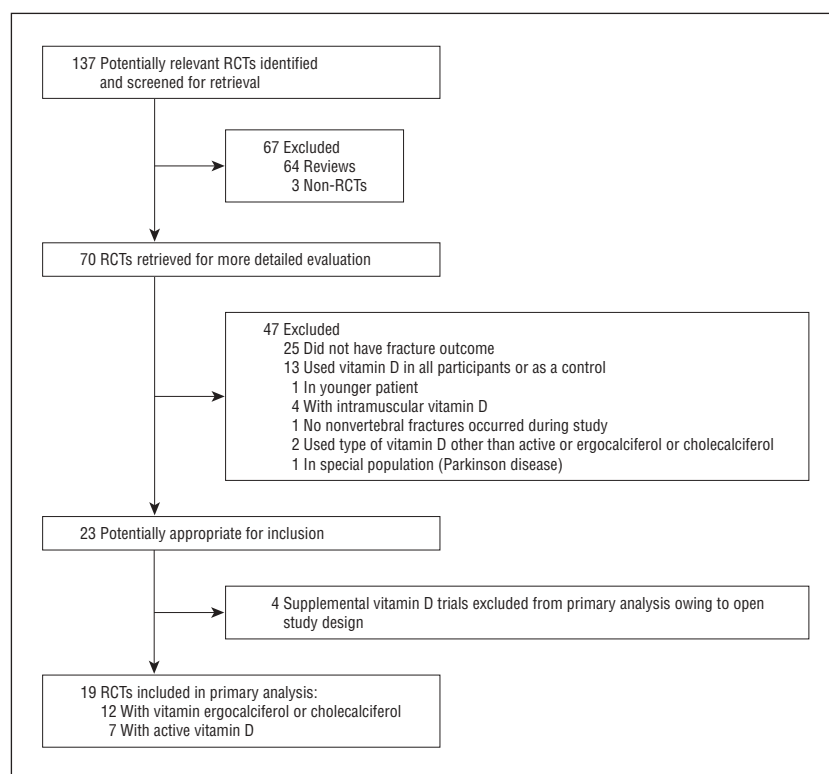 137 Potentially relevant RCTs identified
and screened for retrieval
67 Excluded
64 Reviews
3 Non-RCTs
70 RCTs retrieved for more detailed evaluation
47 Excluded
25 Did not have fracture outcome
13 Used vitamin D in all participants or as a control
1 In younger patient
4 With intramuscular vitamin D
1 No nonvertebral fractures occurred during study
2 Used type of vitamin D other than active or ergocalciferol or cholecalciferol
1 In special population (Parkinson disease)
23 Potentially appropriate for inclusion
4 Supplemental vitamin D trials excluded from primary analysis owing to open
study design
19 RCTs included in primary analysis:
12 With vitamin ergocalciferol or cholecalciferol
7 With active vitamin D